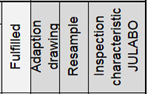 Fulfilled
Adaption
drawing
Resample
Inspection
characteristic
JULABO